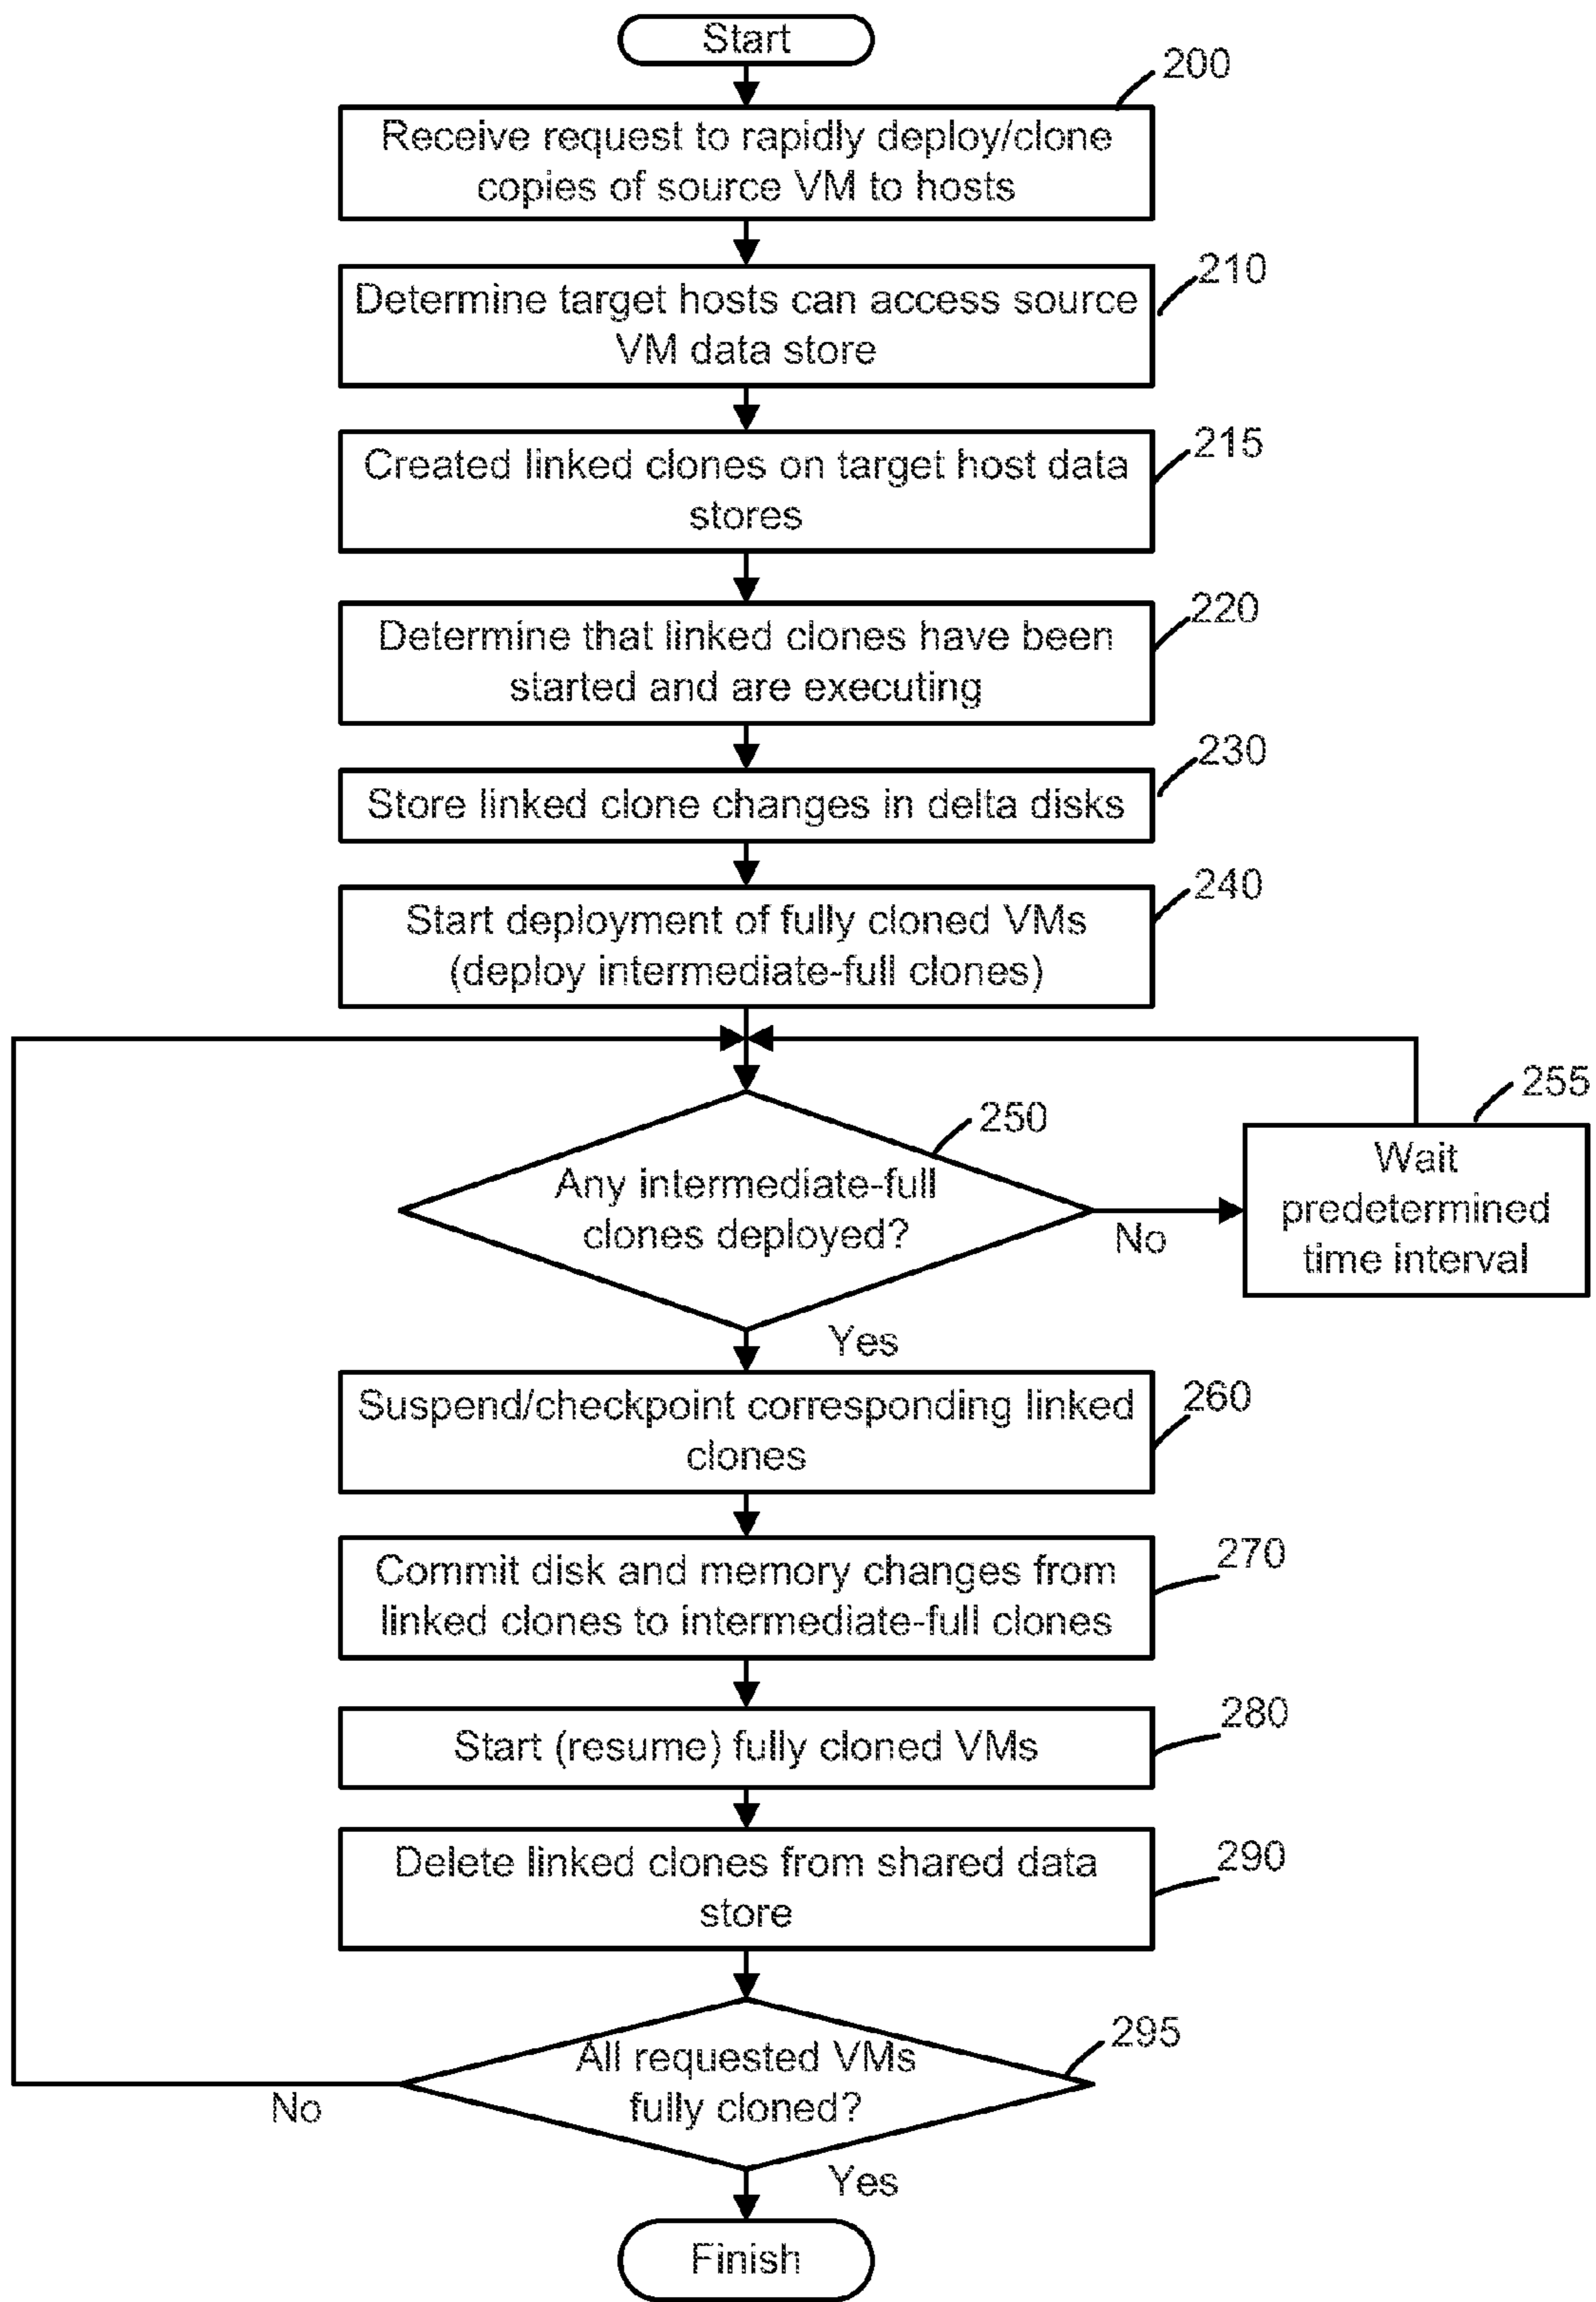 Start
200
Receive request to rapidly deploy/clone
copies of source VM to hosts
210
Determine target hosts can access source
VM data store
215
Created linked clones on target host data
stores
220
Determine that linked clones have been
started and are executing
230
Store linked clone changes in delta disks
240
Start deployment of fully cloned VMs
(deploy intermediate-full clones)
250
Any intermediate-full
clones deployed?
No
255
Wait
predetermined
time interval
Yes
260
Suspend/checkpoint corresponding linked
clones
270
Commit disk and memory changes from
linked clones to intermediate-full clones
280
Start (resume) fully cloned VMs
290
Delete linked clones from shared data
store
295
All requested VMs
fully cloned?
No
Yes
Finish